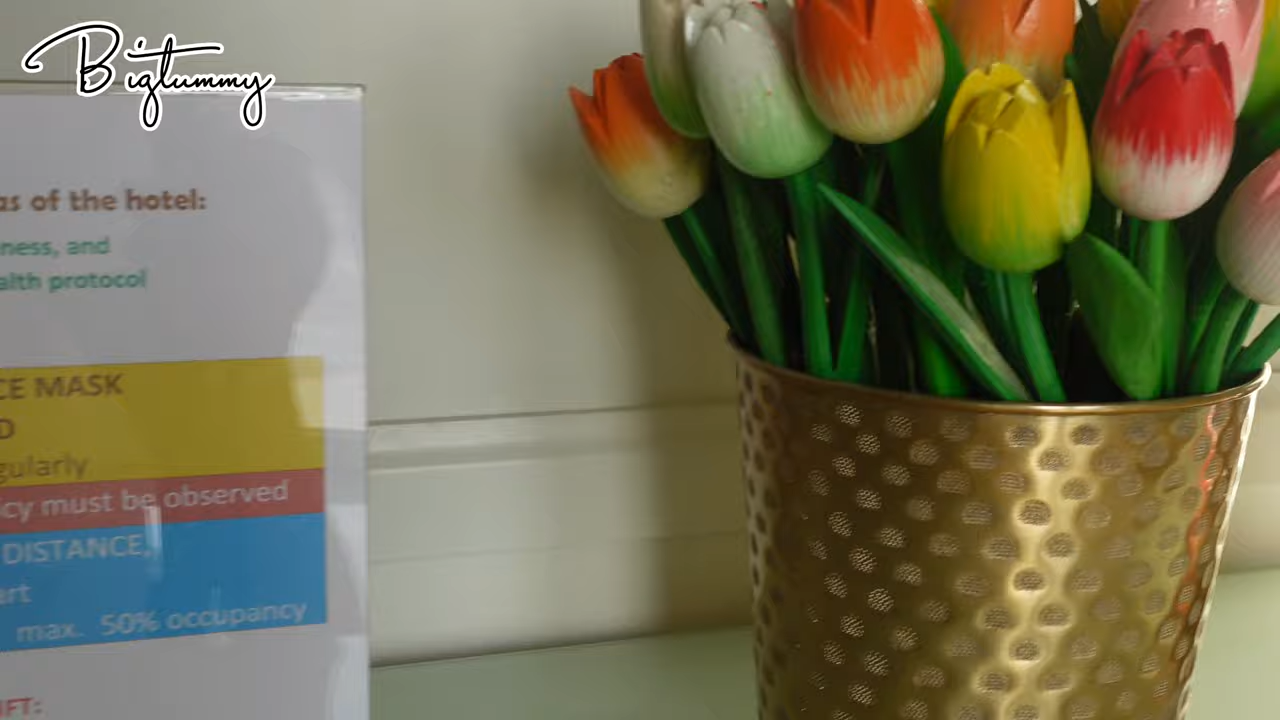 Bigtummy
as of the hotel:
ness, and
alth protocol
CE MASK
D
gularly
cy must be observed
DISTANCE,
art
max. 50% occupancy
IFT: